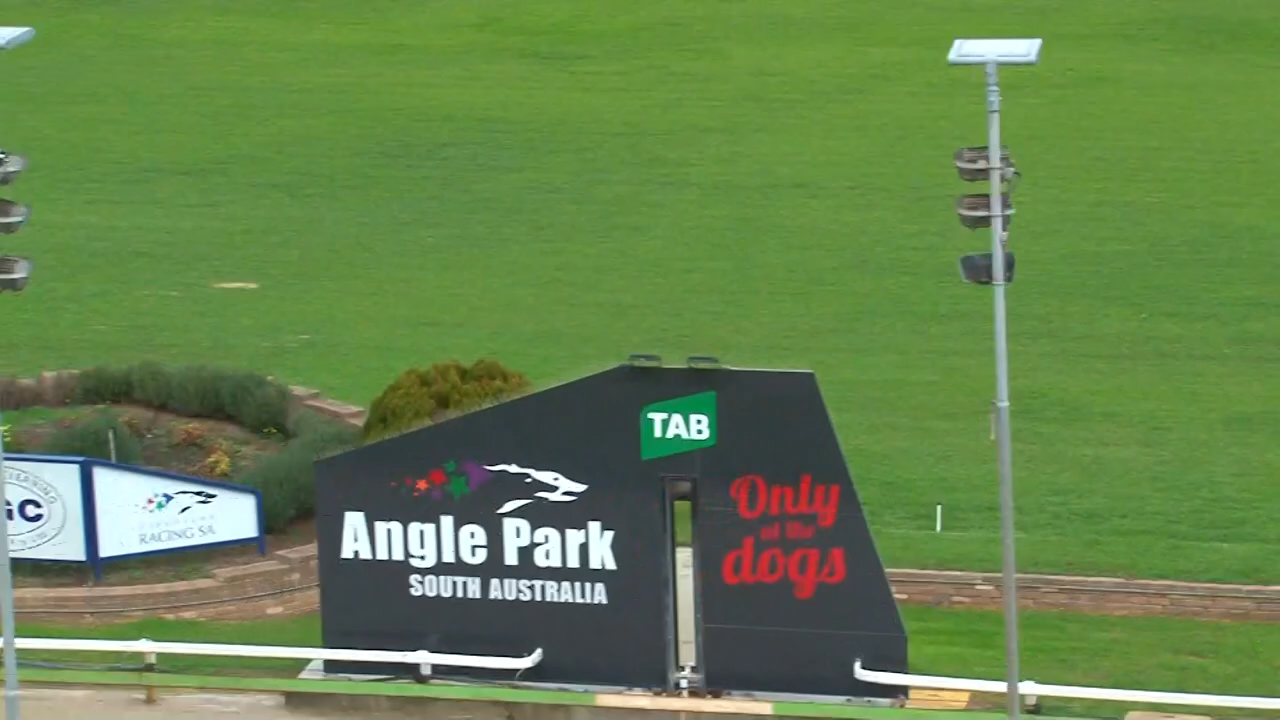 TAB
Angle Park
SOUTH AUSTRALIA
Only
at the
dogs
GC
RACING SA